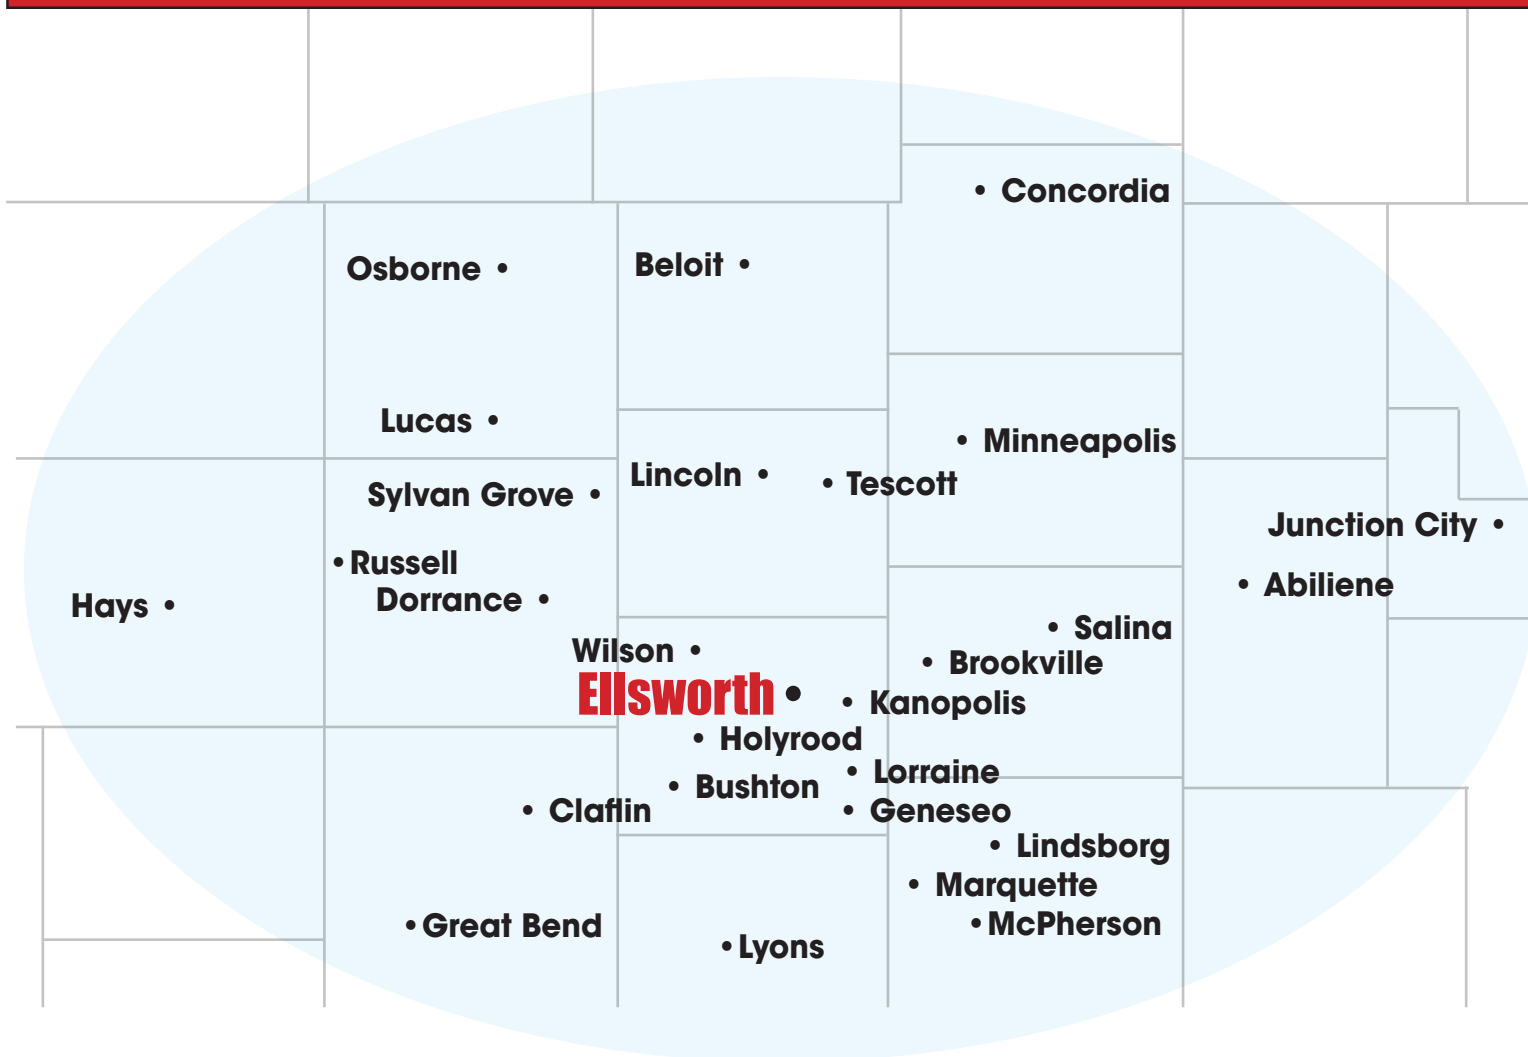 Concordia
Osborne
Beloit
Lucas
Minneapolis
Lincoln
Tescott
Sylvan Grove
Junction City
Russell
Abiliene
Dorrance
Hays
Salina
Wilson
Brookville
Ellsworth
Kanopolis
Holyrood
Lorraine
Bushton
Claflin
Geneseo
Lindsborg
Marquette
McPherson
Great Bend
Lyons